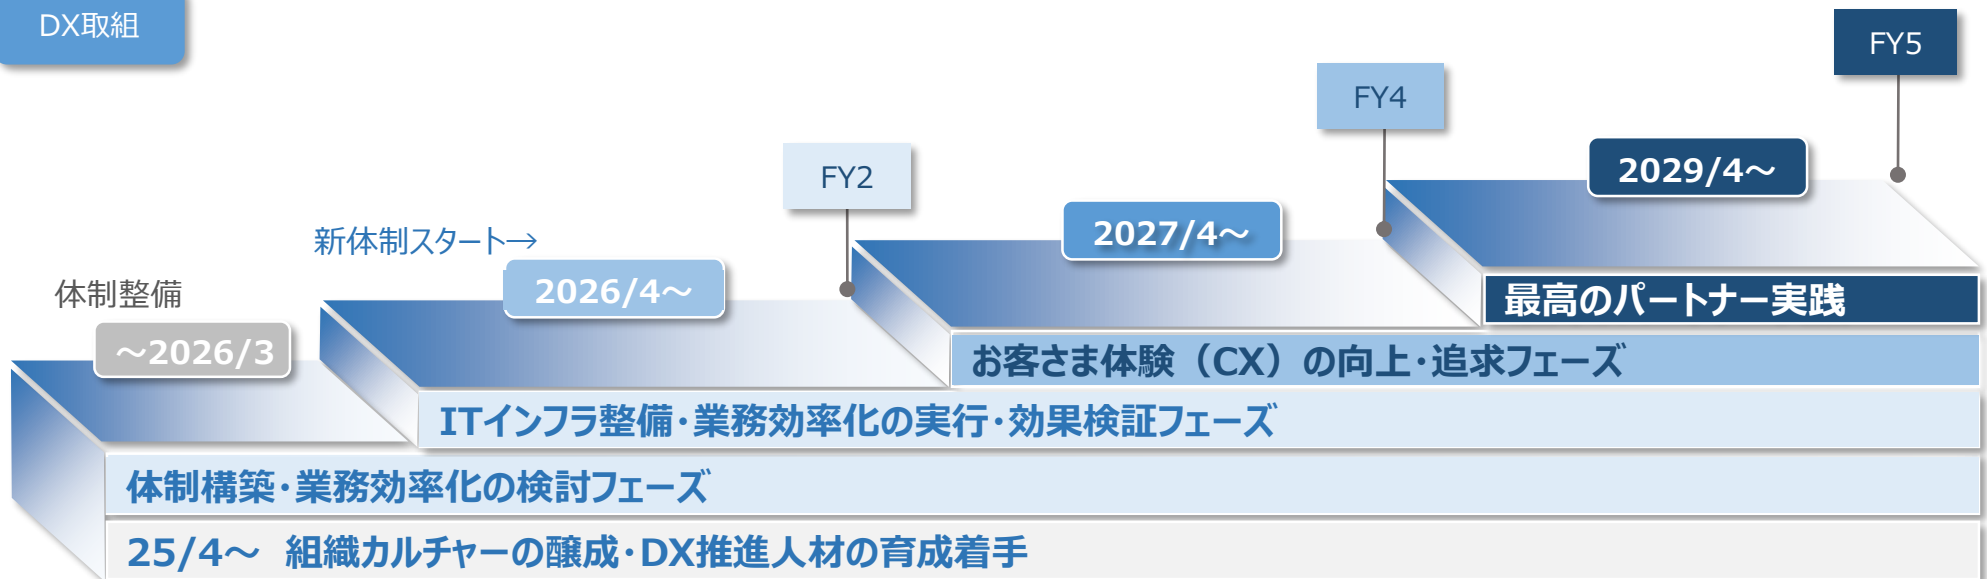 DX取組
FY5
FY4
FY2
2029/4～
2027/4～
新体制スタート→
2026/4～
体制整備
～2026/3
最高のパートナー実践
お客さま体験（CX）の向上・追求フェーズ
ITインフラ整備・業務効率化の実行・効果検証フェーズ
体制構築・業務効率化の検討フェーズ
25/4～ 組織カルチャーの醸成・DX推進人材の育成着手